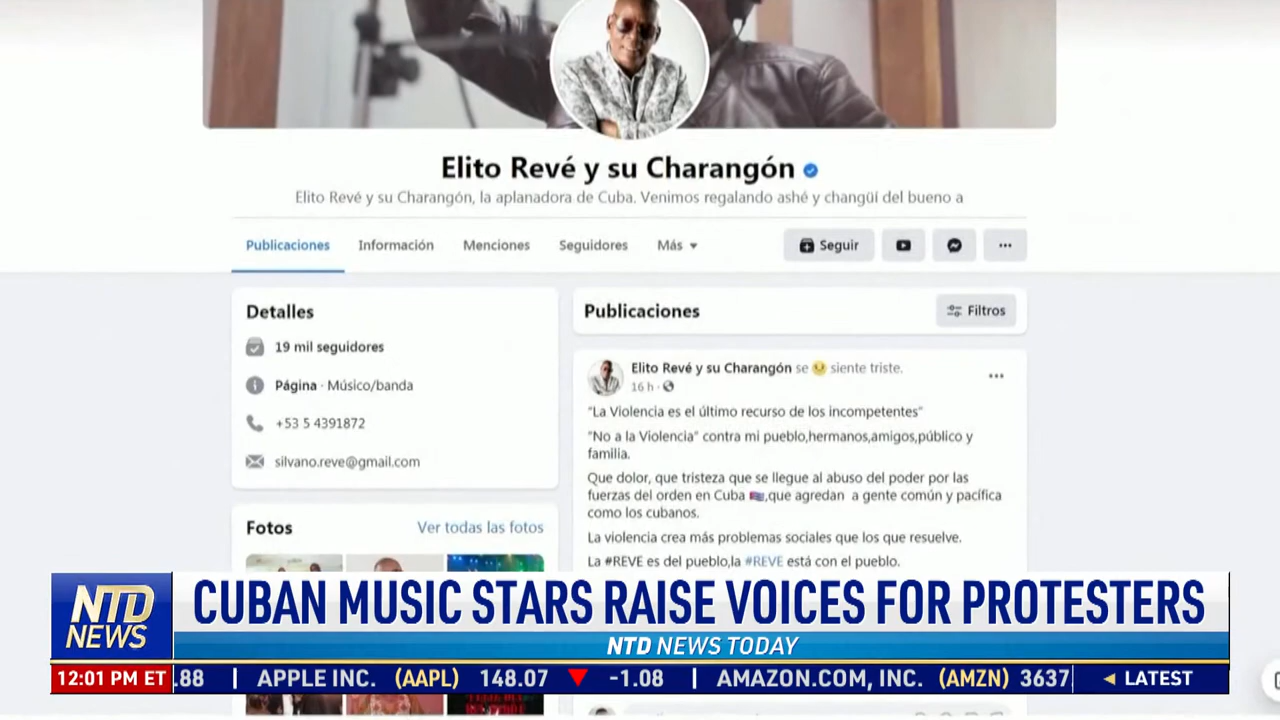 Elito Revé y su Charangón
Elito Revé y su Charangón, la aplanadora de Cuba. Venimos regalando ashé y changüí del bueno a
Publicaciones
Información
Menciones
Seguidores
Más
Seguir
Detalles
19 mil seguidores
Página · Músico/banda
+53 5 4391872
silvano.reve@gmail.com
Fotos
Ver todas las fotos
Publicaciones
Filtros
Elito Revé y su Charangón se 😟 siente triste.
16 h ·
"La Violencia es el último recurso de los incompetentes"
"No a la Violencia" contra mi pueblo,hermanos,amigos,público y
familia.
Que dolor, que tristeza que se llegue al abuso del poder por las
fuerzas del orden en Cuba 🇨🇺,que agredan a gente común y pacífica
como los cubanos.
La violencia crea más problemas sociales que los que resuelve.
La #REVE es del pueblo,la #REVE está con el pueblo.
NTD
NEWS
CUBAN MUSIC STARS RAISE VOICES FOR PROTESTERS
NTD NEWS TODAY
12:01 PM ET
.88 | APPLE INC. (AAPL) 148.07 ▼ -1.08 | AMAZON.COM, INC. (AMZN) 3637
◄ LATEST